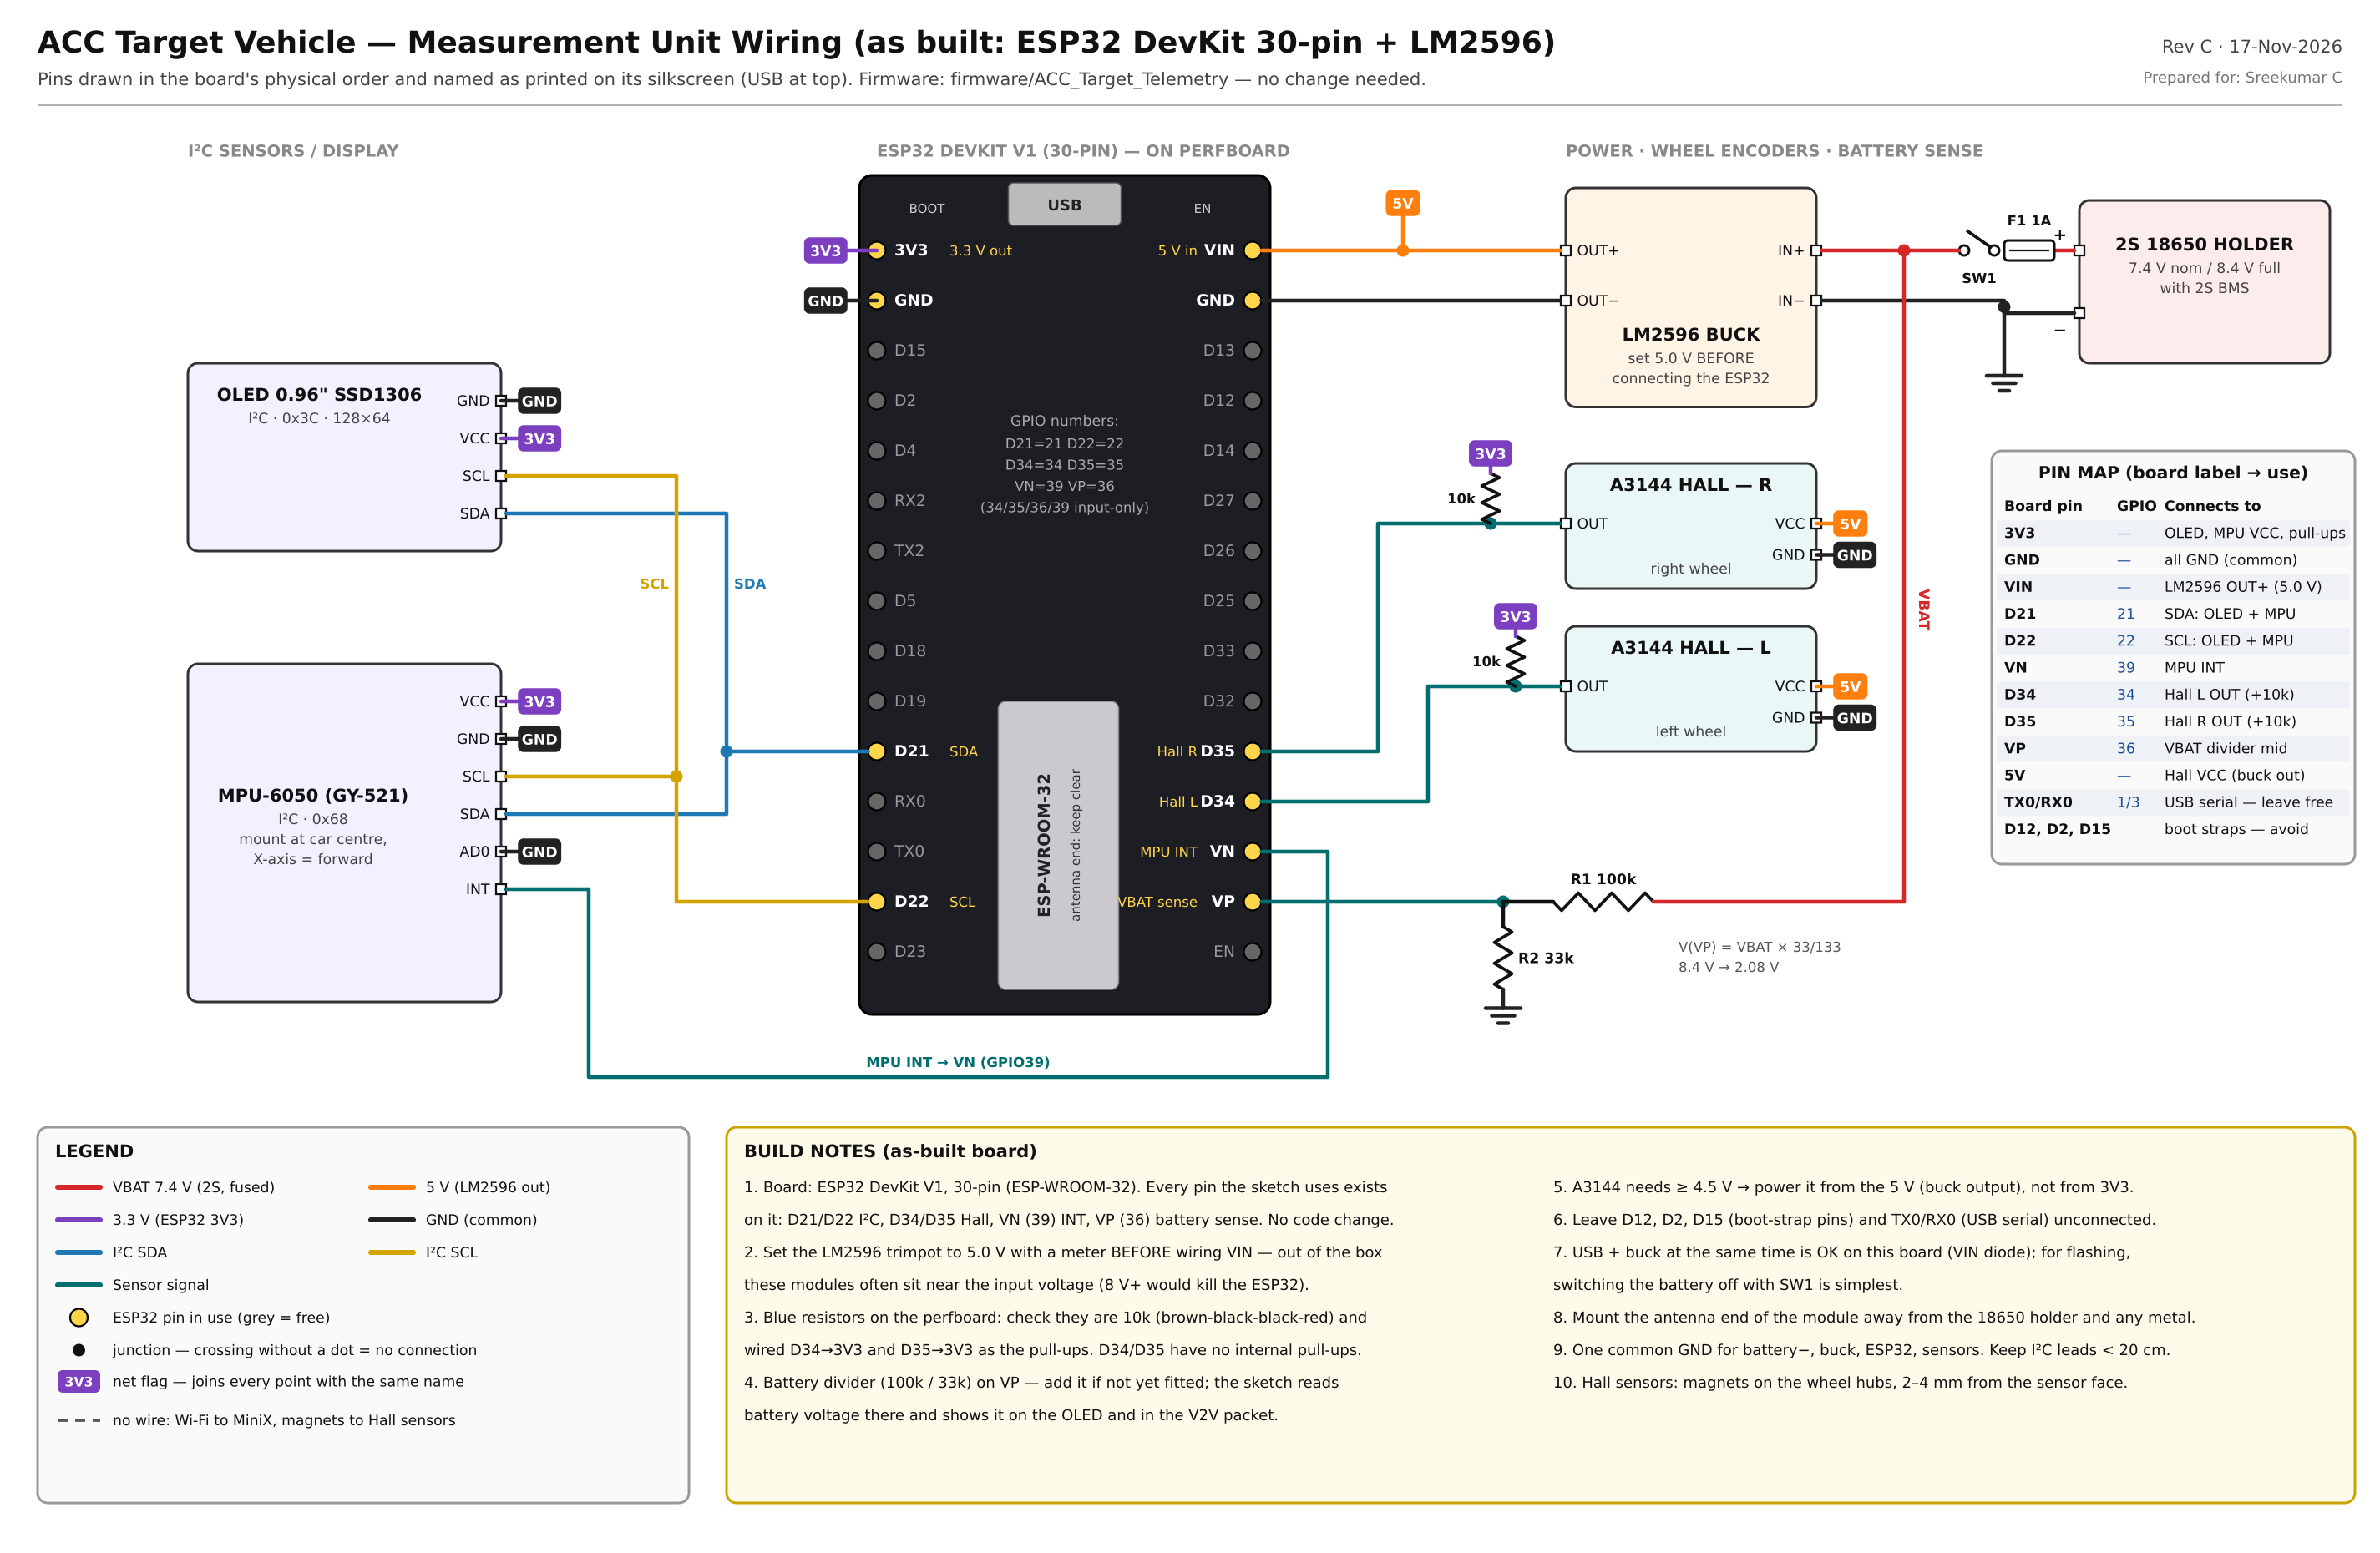 ACC Target Vehicle — Measurement Unit Wiring (as built: ESP32 DevKit 30-pin + LM2596)
Rev C · 17-Nov-2026
Pins drawn in the board's physical order and named as printed on its silkscreen (USB at top). Firmware: firmware/ACC_Target_Telemetry — no change needed.
Prepared for: Sreekumar C
I²C SENSORS / DISPLAY
ESP32 DEVKIT V1 (30-PIN) — ON PERFBOARD
POWER · WHEEL ENCODERS · BATTERY SENSE
OLED 0.96" SSD1306
I²C · 0x3C · 128×64
GND
GND
VCC
3V3
SCL
SDA
SCL
SDA
MPU-6050 (GY-521)
I²C · 0x68
mount at car centre,
X-axis = forward
VCC
3V3
GND
GND
SCL
SDA
AD0
GND
INT
MPU INT → VN (GPIO39)
BOOT
USB
EN
3V3
3V3
3.3 V out
GND
GND
D15
D2
D4
RX2
TX2
D5
D18
D19
D21
SDA
RX0
TX0
D22
SCL
D23
GPIO numbers:
D21=21 D22=22
D34=34 D35=35
VN=39 VP=36
(34/35/36/39 input-only)
ESP-WROOM-32
antenna end: keep clear
5 V in
VIN
GND
D13
D12
D14
D27
D26
D25
D33
D32
Hall R
D35
Hall L
D34
MPU INT
VN
VBAT sense
VP
EN
5V
OUT+
IN+
OUT−
IN−
LM2596 BUCK
set 5.0 V BEFORE
connecting the ESP32
SW1
F1 1A
+
−
2S 18650 HOLDER
7.4 V nom / 8.4 V full
with 2S BMS
3V3
10k
A3144 HALL — R
OUT
VCC
5V
GND
GND
right wheel
3V3
10k
A3144 HALL — L
OUT
VCC
5V
GND
GND
left wheel
VBAT
R1 100k
R2 33k
V(VP) = VBAT × 33/133
8.4 V → 2.08 V
PIN MAP (board label → use)
Board pin GPIO Connects to
3V3 — OLED, MPU VCC, pull-ups
GND — all GND (common)
VIN — LM2596 OUT+ (5.0 V)
D21 21 SDA: OLED + MPU
D22 22 SCL: OLED + MPU
VN 39 MPU INT
D34 34 Hall L OUT (+10k)
D35 35 Hall R OUT (+10k)
VP 36 VBAT divider mid
5V — Hall VCC (buck out)
TX0/RX0 1/3 USB serial — leave free
D12, D2, D15 boot straps — avoid
LEGEND
VBAT 7.4 V (2S, fused)
5 V (LM2596 out)
3.3 V (ESP32 3V3)
GND (common)
I²C SDA
I²C SCL
Sensor signal
ESP32 pin in use (grey = free)
junction — crossing without a dot = no connection
3V3 net flag — joins every point with the same name
no wire: Wi-Fi to MiniX, magnets to Hall sensors
BUILD NOTES (as-built board)
1. Board: ESP32 DevKit V1, 30-pin (ESP-WROOM-32). Every pin the sketch uses exists
on it: D21/D22 I²C, D34/D35 Hall, VN (39) INT, VP (36) battery sense. No code change.
2. Set the LM2596 trimpot to 5.0 V with a meter BEFORE wiring VIN — out of the box
these modules often sit near the input voltage (8 V+ would kill the ESP32).
3. Blue resistors on the perfboard: check they are 10k (brown-black-black-red) and
wired D34→3V3 and D35→3V3 as the pull-ups. D34/D35 have no internal pull-ups.
4. Battery divider (100k / 33k) on VP — add it if not yet fitted; the sketch reads
battery voltage there and shows it on the OLED and in the V2V packet.
5. A3144 needs ≥ 4.5 V → power it from the 5 V (buck output), not from 3V3.
6. Leave D12, D2, D15 (boot-strap pins) and TX0/RX0 (USB serial) unconnected.
7. USB + buck at the same time is OK on this board (VIN diode); for flashing,
switching the battery off with SW1 is simplest.
8. Mount the antenna end of the module away from the 18650 holder and any metal.
9. One common GND for battery−, buck, ESP32, sensors. Keep I²C leads < 20 cm.
10. Hall sensors: magnets on the wheel hubs, 2–4 mm from the sensor face.